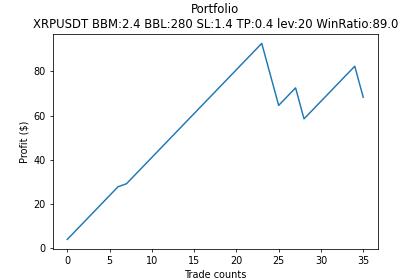 Portfolio
XRPUSDT BBM:2.4 BBL:280 SL:1.4 TP:0.4 lev:20 WinRatio:89.0
80
60
40
20
0
Profit ($)
0 5 10 15 20 25 30 35
Trade counts